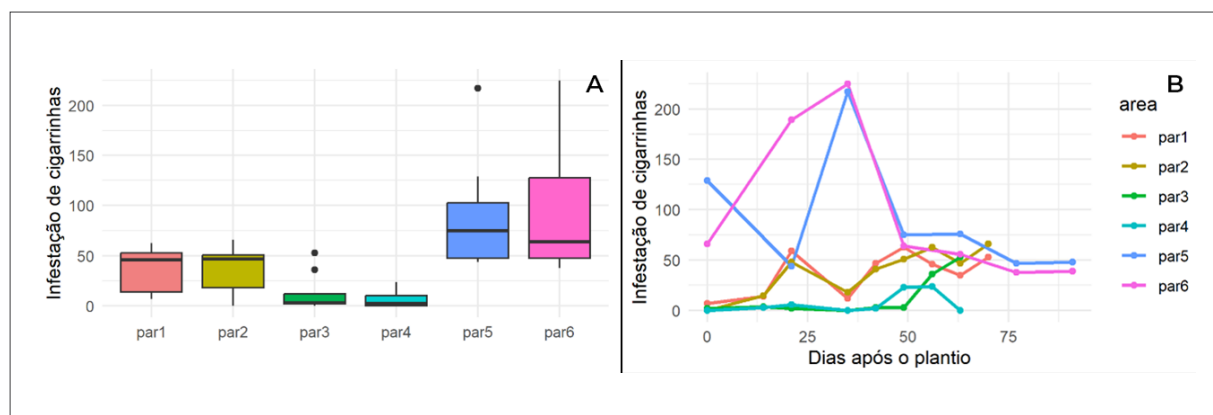 A
Infestação de cigarrinhas
200
150
100
50
0
par1 par2 par3 par4 par5 par6
B
Infestação de cigarrinhas
200
150
100
50
0
0 25 50 75
Dias após o plantio
area
par1
par2
par3
par4
par5
par6